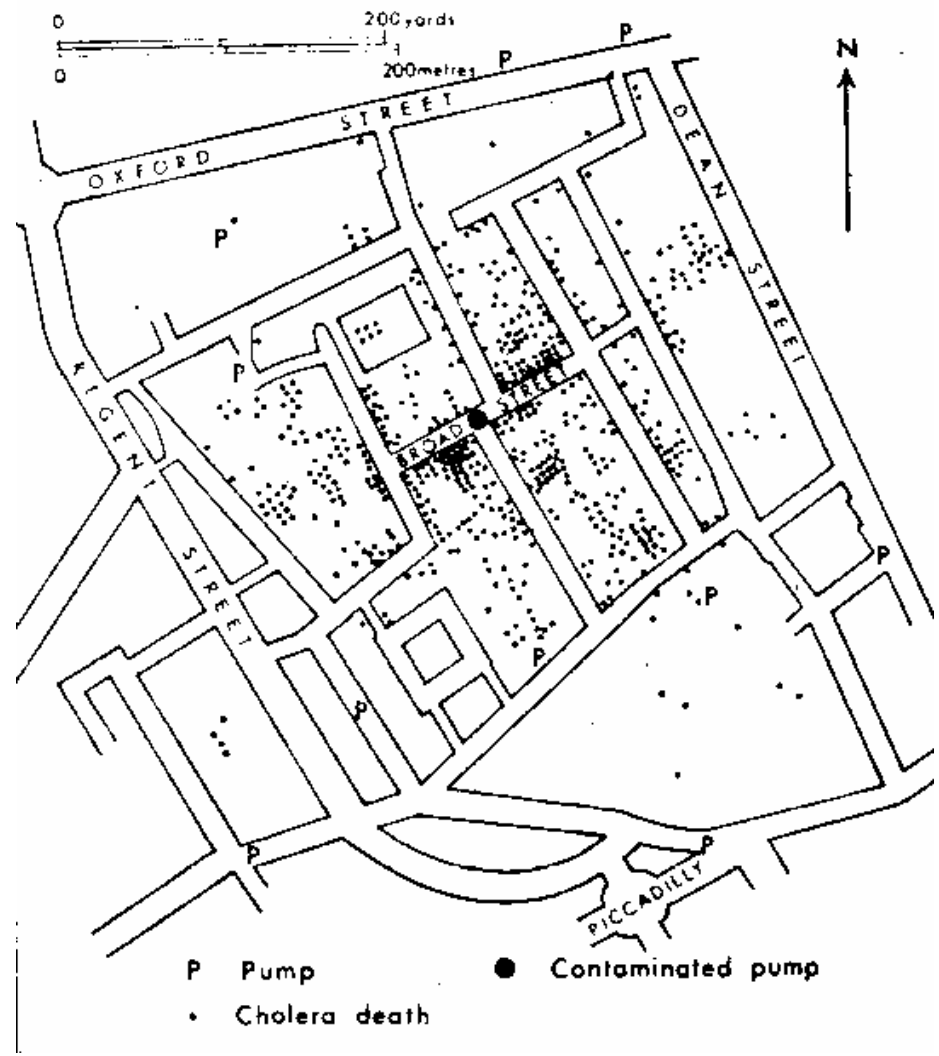 0 200 yards
0 200 metres
P
P
N
OXFORD STREET
DEAN STREET
P
REGENT STREET
P
BROAD STREET
P
P
P
P
P
P
PICCADILLY
P Pump
● Contaminated pump
• Cholera death